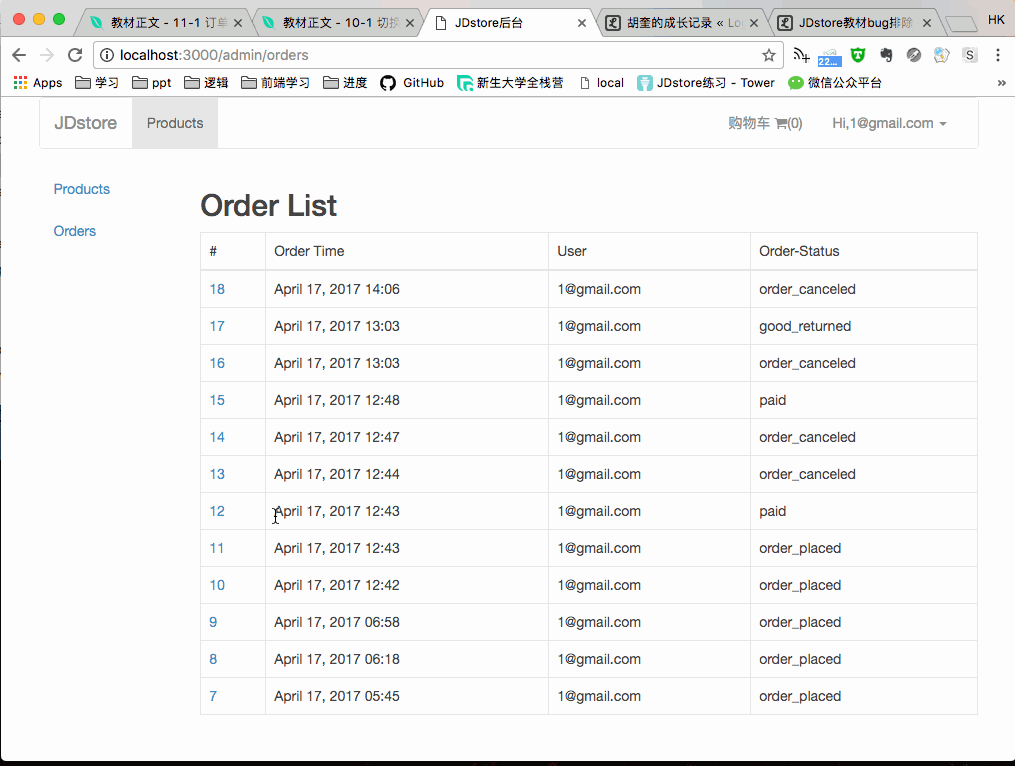 教材正文 - 11-1 订单
教材正文 - 10-1 切换
JDstore后台
胡奎的成长记录 « Lo
JDstore教材bug排除
HK
localhost:3000/admin/orders
22...
S
Apps 学习 ppt 逻辑 前端学习 进度 GitHub 新生大学全栈营 local JDstore练习 - Tower 微信公众平台 »
JDstore Products 购物车 (0) Hi,1@gmail.com
Products
Orders
Order List
# Order Time User Order-Status
18 April 17, 2017 14:06 1@gmail.com order_canceled
17 April 17, 2017 13:03 1@gmail.com good_returned
16 April 17, 2017 13:03 1@gmail.com order_canceled
15 April 17, 2017 12:48 1@gmail.com paid
14 April 17, 2017 12:47 1@gmail.com order_canceled
13 April 17, 2017 12:44 1@gmail.com order_canceled
12 April 17, 2017 12:43 1@gmail.com paid
11 April 17, 2017 12:43 1@gmail.com order_placed
10 April 17, 2017 12:42 1@gmail.com order_placed
9 April 17, 2017 06:58 1@gmail.com order_placed
8 April 17, 2017 06:18 1@gmail.com order_placed
7 April 17, 2017 05:45 1@gmail.com order_placed